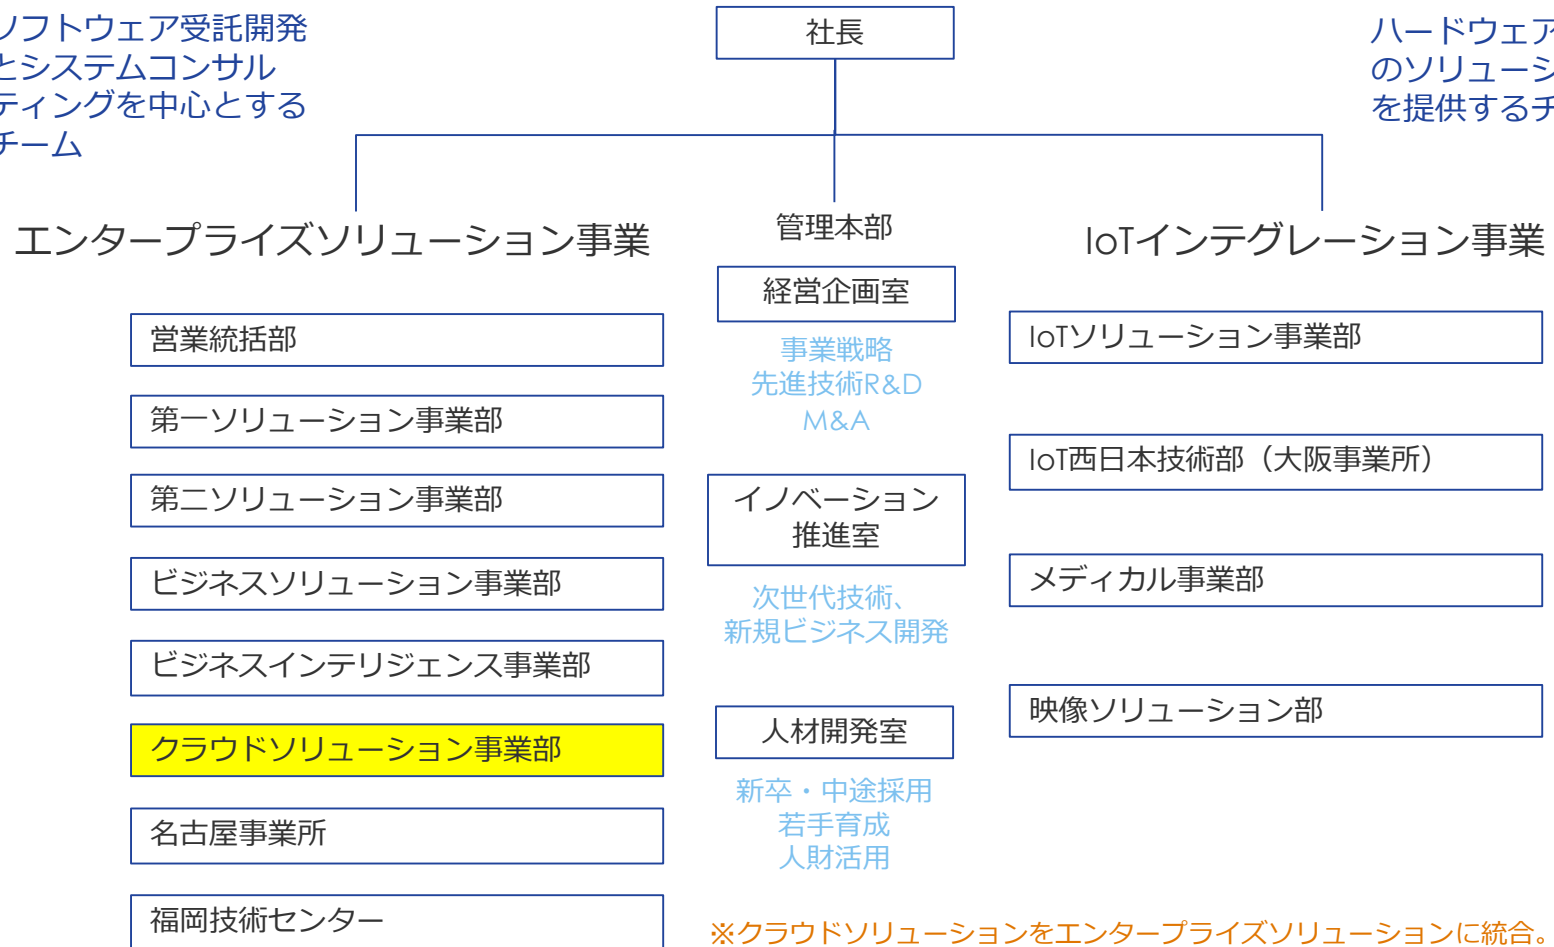 ソフトウェア受託開発
とシステムコンサル
ティングを中心とする
チーム
社長
ハードウェア
のソリューシ
を提供するチ
エンタープライズソリューション事業
管理本部
IoTインテグレーション事業
営業統括部
第一ソリューション事業部
第二ソリューション事業部
ビジネスソリューション事業部
ビジネスインテリジェンス事業部
クラウドソリューション事業部
名古屋事業所
福岡技術センター
経営企画室
事業戦略
先進技術R&D
M&A
イノベーション
推進室
次世代技術、
新規ビジネス開発
人材開発室
新卒・中途採用
若手育成
人財活用
IoTソリューション事業部
IoT西日本技術部（大阪事業所）
メディカル事業部
映像ソリューション部
※クラウドソリューションをエンタープライズソリューションに統合。